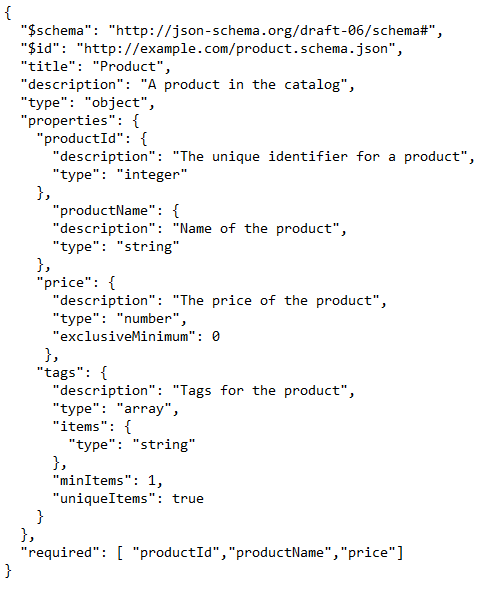 {
  "$schema": "http://json-schema.org/draft-06/schema#",
  "$id": "http://example.com/product.schema.json",
  "title": "Product",
  "description": "A product in the catalog",
  "type": "object",
  "properties": {
    "productId": {
      "description": "The unique identifier for a product",
      "type": "integer"
    },
      "productName": {
      "description": "Name of the product",
      "type": "string"
    },
    "price": {
      "description": "The price of the product",
      "type": "number",
      "exclusiveMinimum": 0
     },
    "tags": {
      "description": "Tags for the product",
      "type": "array",
      "items": {
        "type": "string"
      },
      "minItems": 1,
      "uniqueItems": true
    }
  },
  "required": [ "productId","productName","price"]
}